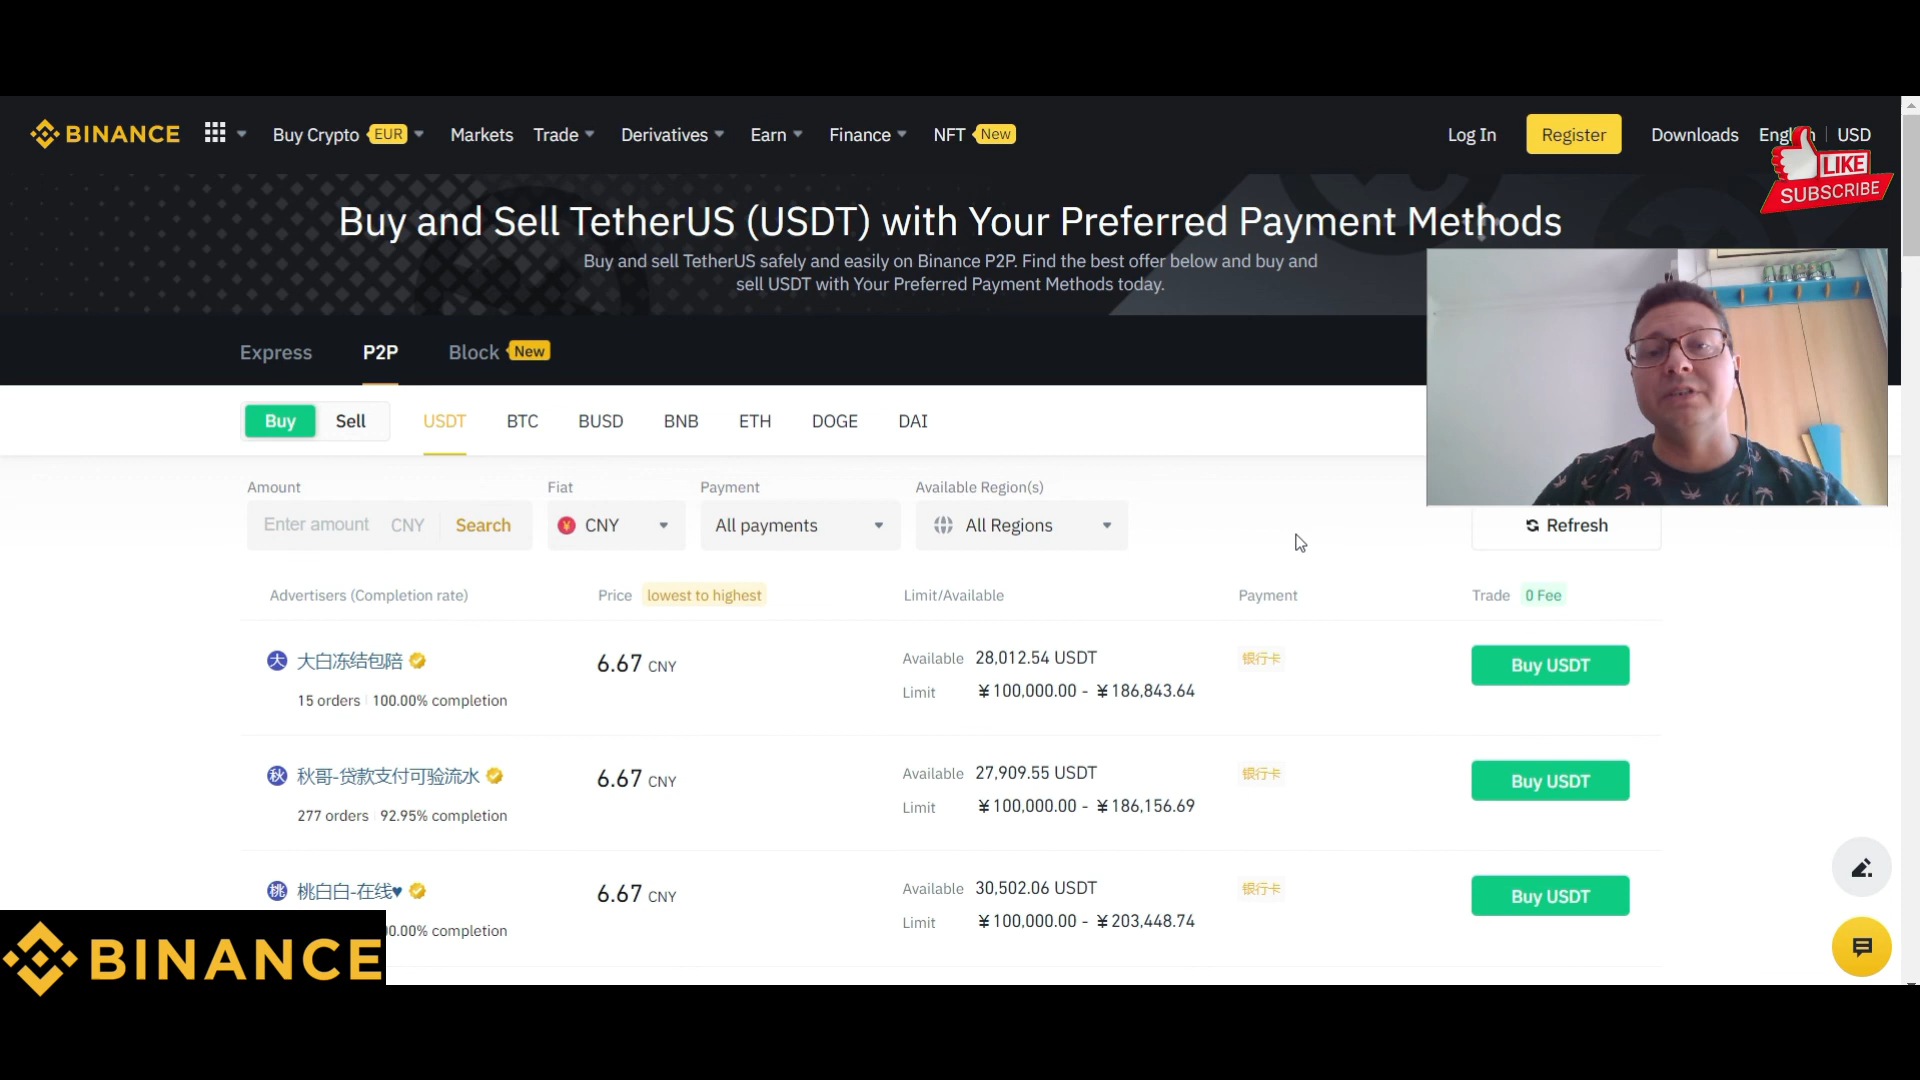 BINANCE
Buy Crypto EUR Markets Trade Derivatives Earn Finance NFT New Log In Register Downloads USD
LIKE
SUBSCRIBE
Buy and Sell TetherUS (USDT) with Your Preferred Payment Methods
Buy and sell TetherUS safely and easily on Binance P2P. Find the best offer below and buy and
sell USDT with Your Preferred Payment Methods today.
Express P2P Block New
Buy Sell USDT BTC BUSD BNB ETH DOGE DAI
Amount Fiat Payment Available Region(s)
Enter amount CNY Search ¥ CNY All payments All Regions Refresh
Advertisers (Completion rate) Price lowest to highest Limit/Available Payment Trade 0 Fee
大 大白冻结包陪 6.67 CNY Available 28,012.54 USDT 银行卡 Buy USDT
15 orders 100.00% completion Limit ¥100,000.00 - ¥186,843.64
秋 秋哥-贷款支付可验流水 6.67 CNY Available 27,909.55 USDT 银行卡 Buy USDT
277 orders 92.95% completion Limit ¥100,000.00 - ¥186,156.69
桃 桃白白-在线♥ 6.67 CNY Available 30,502.06 USDT 银行卡 Buy USDT
completion Limit ¥100,000.00 - ¥203,448.74
BINANCE